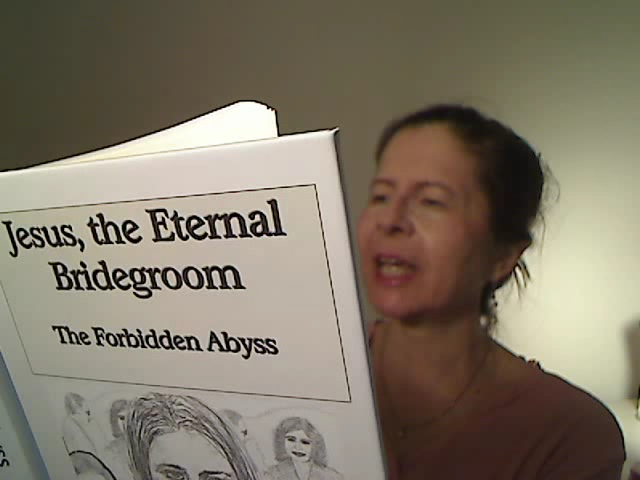 Jesus, the Eternal
Bridegroom
The Forbidden Abyss